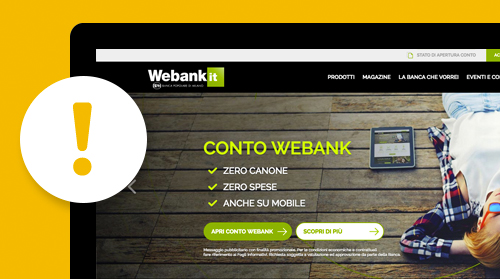 STATO DI APERTURA CONTO
Webank.it
BPM BANCA POPOLARE DI MILANO
PRODOTTI MAGAZINE LA BANCA CHE VORREI EVENTI E CO
CONTO WEBANK
ZERO CANONE
ZERO SPESE
ANCHE SU MOBILE
APRI CONTO WEBANK SCOPRI DI PIÙ
Messaggio pubblicitario con finalità promozionale. Per le condizioni economiche e contrattuali,
fare riferimento ai Fogli Informativi. Richiesta soggetta a valutazione ed approvazione da parte della Banca.